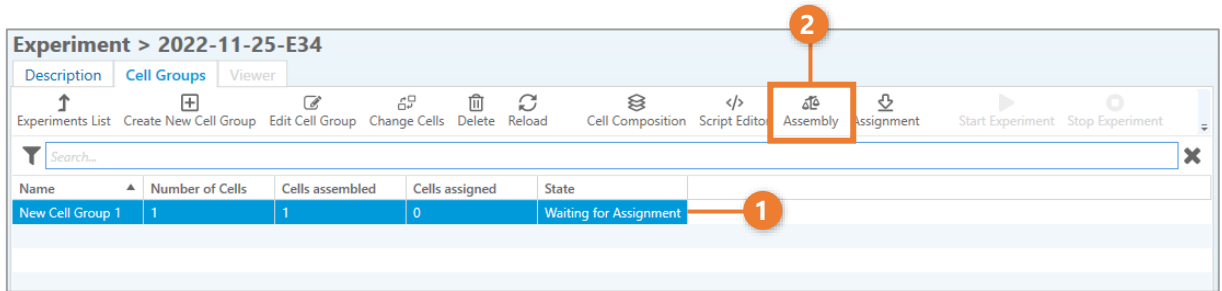 2
Experiment > 2022-11-25-E34
Description Cell Groups Viewer
Experiments List Create New Cell Group Edit Cell Group Change Cells Delete Reload Cell Composition Script Editor Assembly Assignment Start Experiment Stop Experiment
Search...
Name Number of Cells Cells assembled Cells assigned State
New Cell Group 1 1 1 0 Waiting for Assignment 1